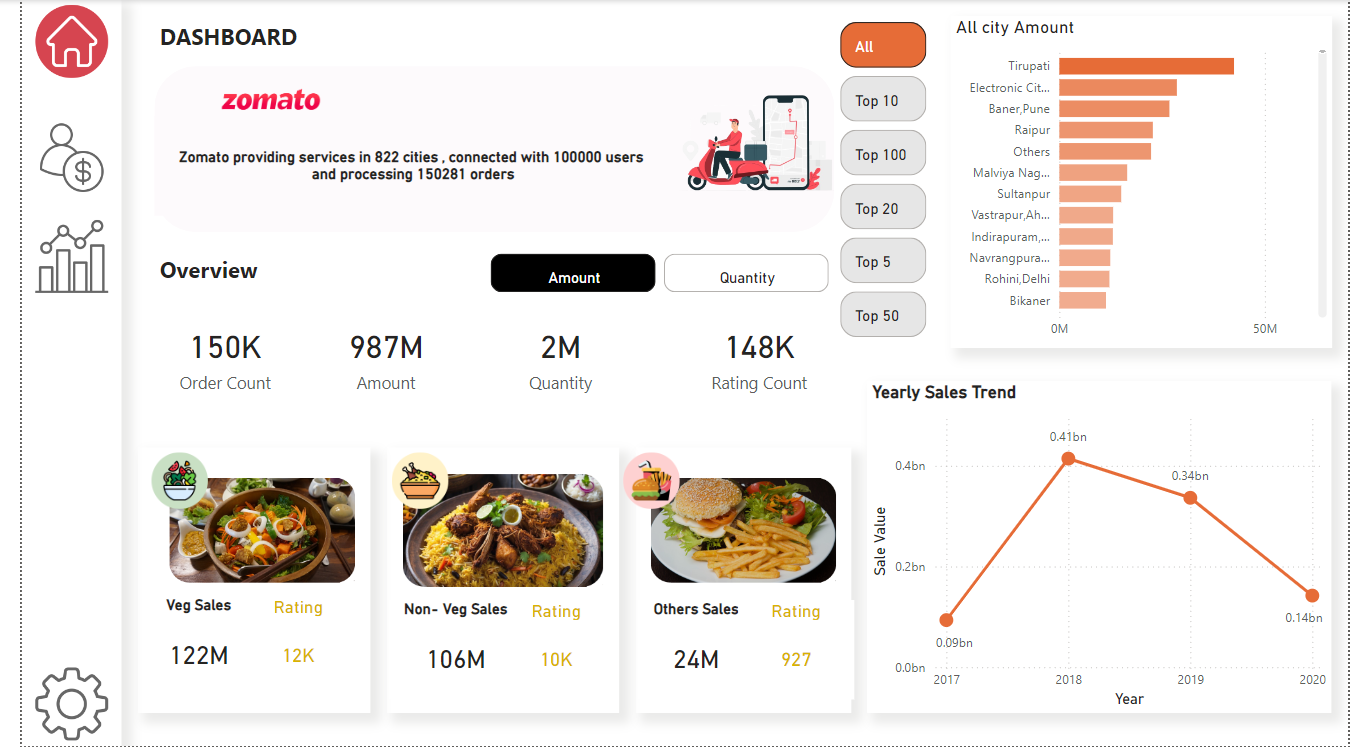 DASHBOARD
zomato
Zomato providing services in 822 cities , connected with 100000 users
and processing 150281 orders
All
Top 10
Top 100
Top 20
Top 5
Top 50
Overview
Amount
Quantity
150K
Order Count
987M
Amount
2M
Quantity
148K
Rating Count
Veg Sales
Rating
122M
12K
Non- Veg Sales
Rating
106M
10K
Others Sales
Rating
24M
927
All city Amount
Tirupati
Electronic Cit...
Baner,Pune
Raipur
Others
Malviya Nag...
Sultanpur
Vastrapur,Ah...
Indirapuram,...
Navrangpura...
Rohini,Delhi
Bikaner
0M
50M
Yearly Sales Trend
Sale Value
0.4bn
0.2bn
0.0bn
0.09bn
0.41bn
0.34bn
0.14bn
2017
2018
2019
2020
Year